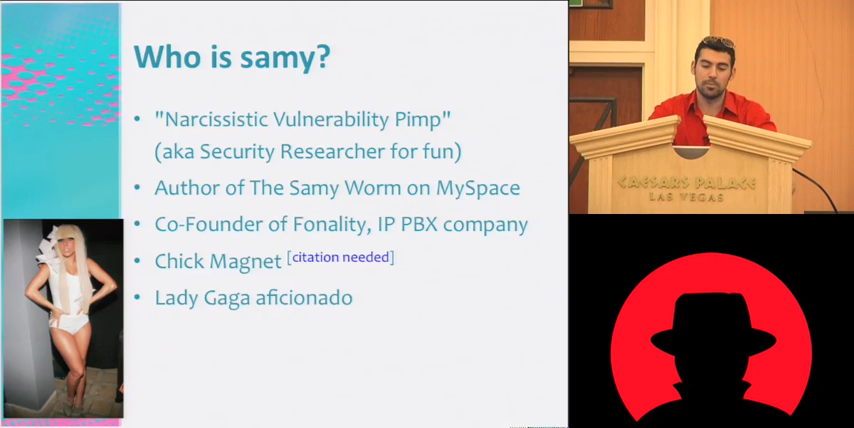 Who is samy?
• "Narcissistic Vulnerability Pimp"
(aka Security Researcher for fun)
• Author of The Samy Worm on MySpace
• Co-Founder of Fonality, IP PBX company
• Chick Magnet [citation needed]
• Lady Gaga aficionado
CAESARS PALACE
LAS VEGAS